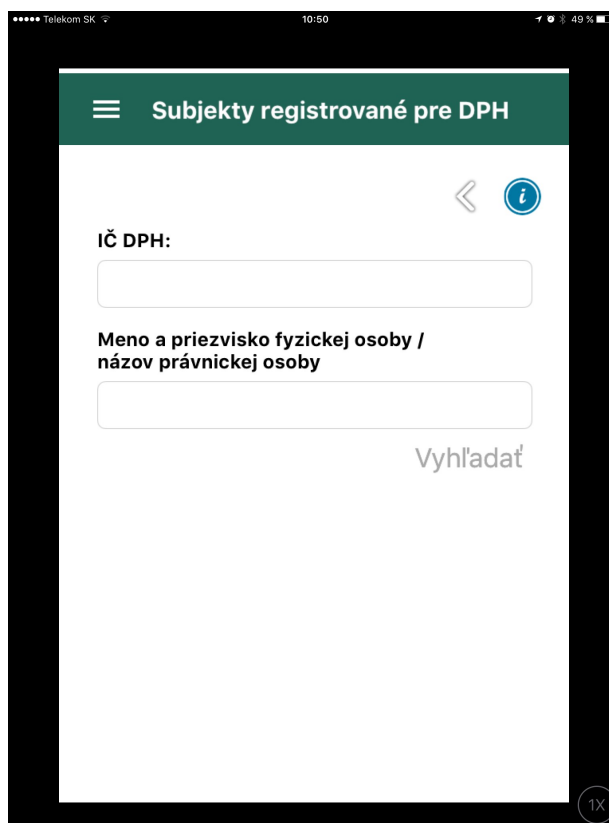 Telekom SK 10:50 49 %
Subjekty registrované pre DPH
i
IČ DPH:
Meno a priezvisko fyzickej osoby /
názov právnickej osoby
Vyhľadať
1X